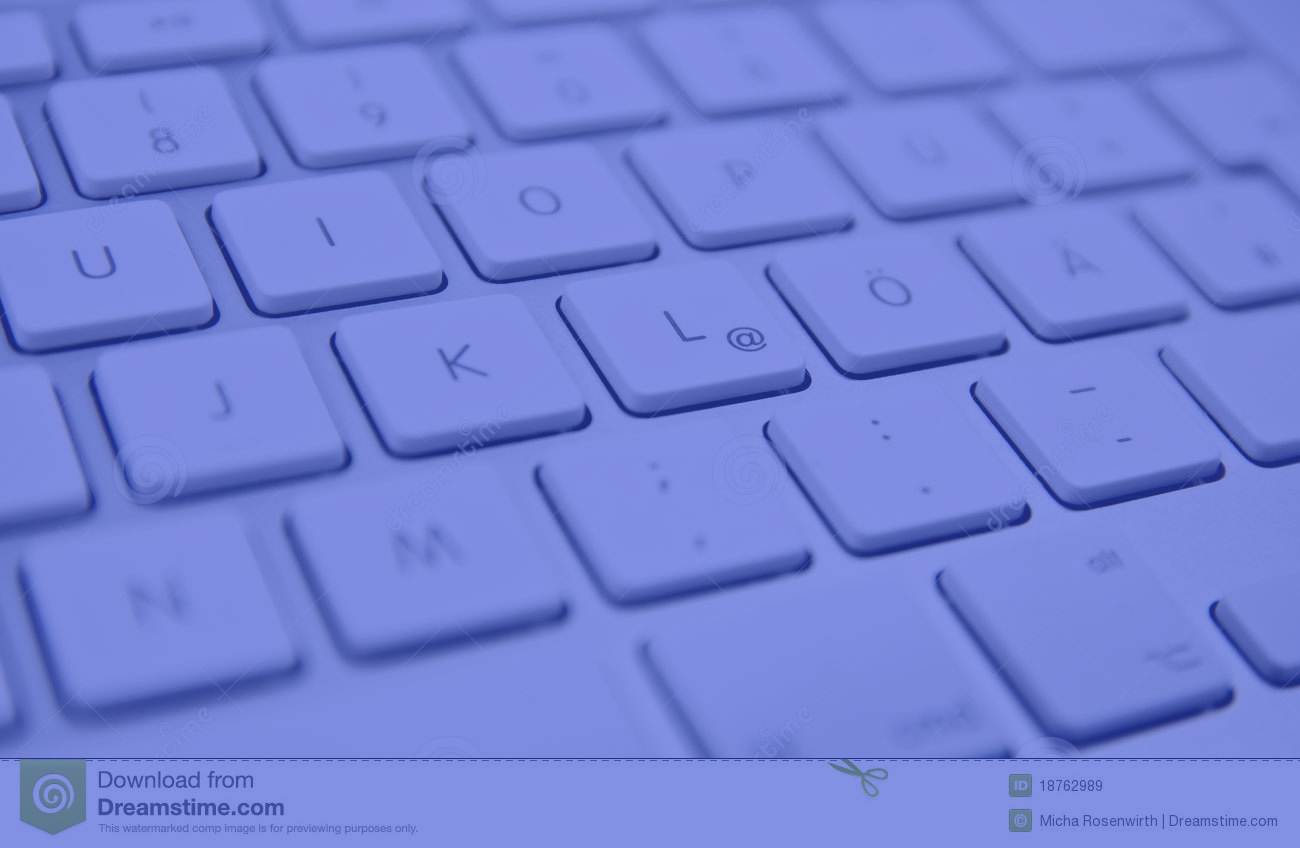 ( 8
) 9
= 0
U I O P Ü
J K L @ Ö Ä
N M ; , : . _ -
alt
Download from
Dreamstime.com
This watermarked comp image is for previewing purposes only.
ID 18762989
© Micha Rosenwirth | Dreamstime.com